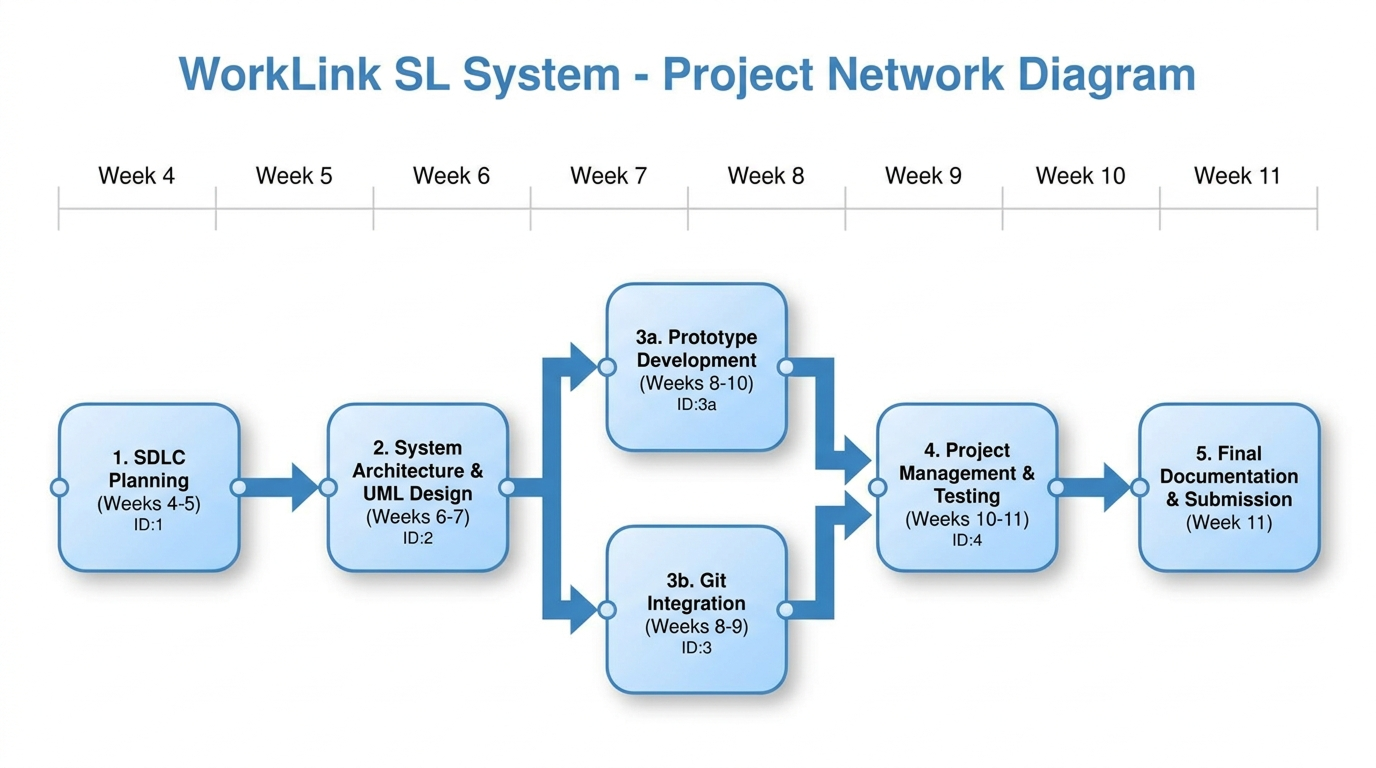 WorkLink SL System - Project Network Diagram
Week 4
Week 5
Week 6
Week 7
Week 8
Week 9
Week 10
Week 11
1. SDLC
Planning
(Weeks 4-5)
ID:1
2. System
Architecture &
UML Design
(Weeks 6-7)
ID:2
3a. Prototype
Development
(Weeks 8-10)
ID:3a
3b. Git
Integration
(Weeks 8-9)
ID:3
4. Project
Management &
Testing
(Weeks 10-11)
ID:4
5. Final
Documentation
& Submission
(Week 11)